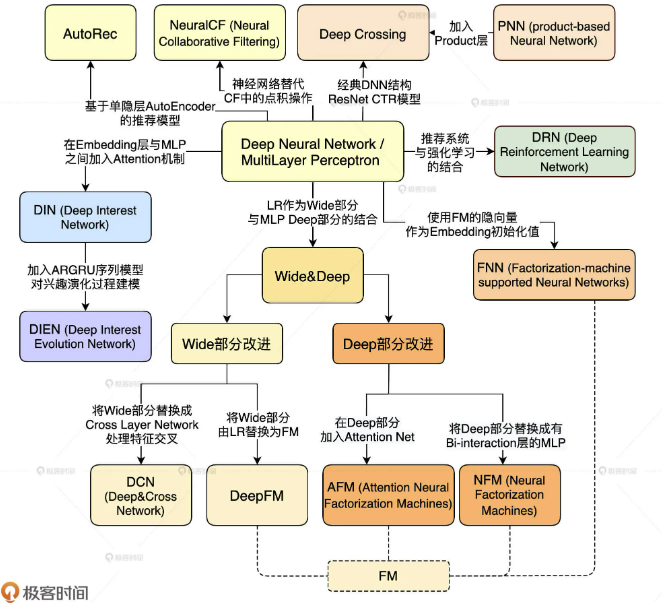 AutoRec
NeuralCF (Neural
Collaborative Filtering)
Deep Crossing
加入
Product层
PNN (product-based
Neural Network)
基于单隐层AutoEncoder
的推荐模型
神经网络替代
CF中的点积操作
经典DNN结构
ResNet CTR模型
在Embedding层与MLP
之间加入Attention机制
Deep Neural Network /
MultiLayer Perceptron
推荐系统
与强化学习
的结合
DRN (Deep
Reinforcement Learning
Network)
DIN (Deep Interest
Network)
LR作为Wide部分
与MLP Deep部分的结合
使用FM的隐向量
作为Embedding初始化值
加入ARGRU序列模型
对兴趣演化过程建模
Wide&Deep
FNN (Factorization-machine
supported Neural Networks)
DIEN (Deep Interest
Evolution Network)
Wide部分改进
Deep部分改进
将Wide部分替换成
Cross Layer Network
处理特征交叉
将Wide部分
由LR替换为FM
在Deep部分
加入Attention Net
将Deep部分替换成有
Bi-interaction层的MLP
DCN
(Deep&Cross
Network)
DeepFM
AFM (Attention Neural
Factorization Machines)
NFM (Neural
Factorization
Machines)
FM
极客时间